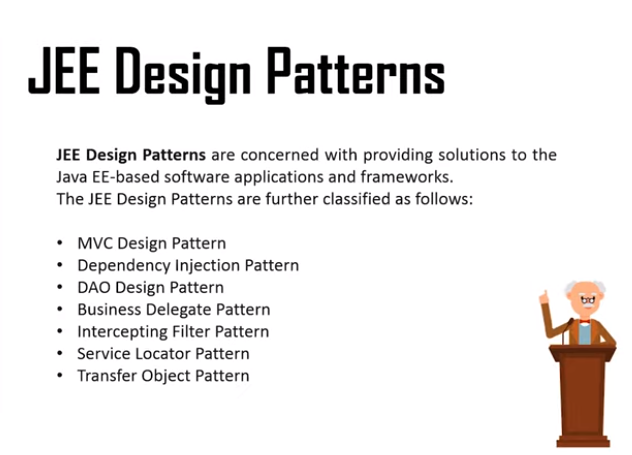 JEE Design Patterns
JEE Design Patterns are concerned with providing solutions to the
Java EE-based software applications and frameworks.
The JEE Design Patterns are further classified as follows:
• MVC Design Pattern
• Dependency Injection Pattern
• DAO Design Pattern
• Business Delegate Pattern
• Intercepting Filter Pattern
• Service Locator Pattern
• Transfer Object Pattern